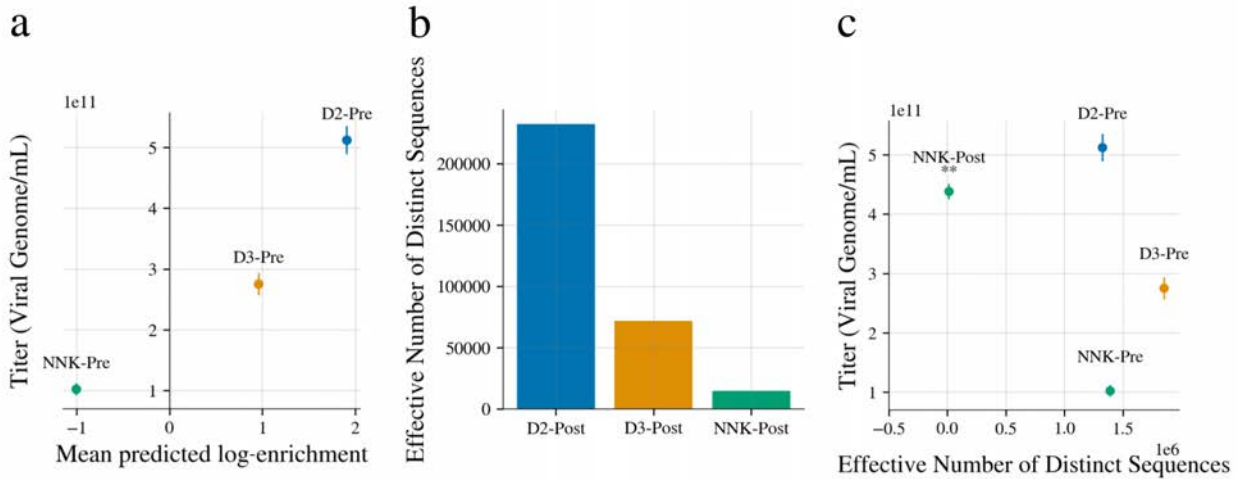 a
1e11
Titer (Viral Genome/mL)
5
4
3
2
1
D2-Pre
D3-Pre
NNK-Pre
−1
0
1
2
Mean predicted log-enrichment
b
Effective Number of Distinct Sequences
200000
150000
100000
50000
0
D2-Post
D3-Post
NNK-Post
c
1e11
Titer (Viral Genome/mL)
5
4
3
2
1
D2-Pre
NNK-Post
**
D3-Pre
NNK-Pre
−0.5
0.0
0.5
1.0
1.5
1e6
Effective Number of Distinct Sequences